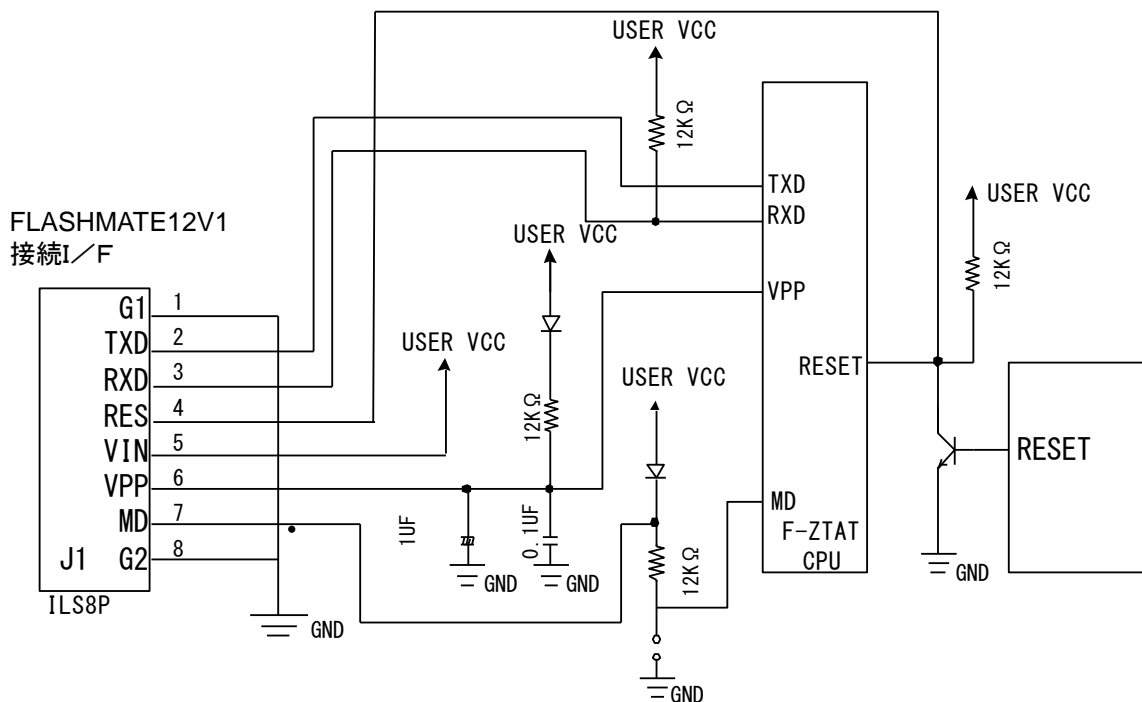 FLASHMATE12V1
接続I／F
G1
1
TXD
2
RXD
3
RES
4
VIN
5
VPP
6
MD
7
G2
8
J1
ILS8P
GND
USER VCC
1UF
GND
USER VCC
12KΩ
0.1UF
GND
USER VCC
12KΩ
USER VCC
12KΩ
GND
TXD
RXD
VPP
RESET
MD
F-ZTAT
CPU
USER VCC
12KΩ
GND
RESET